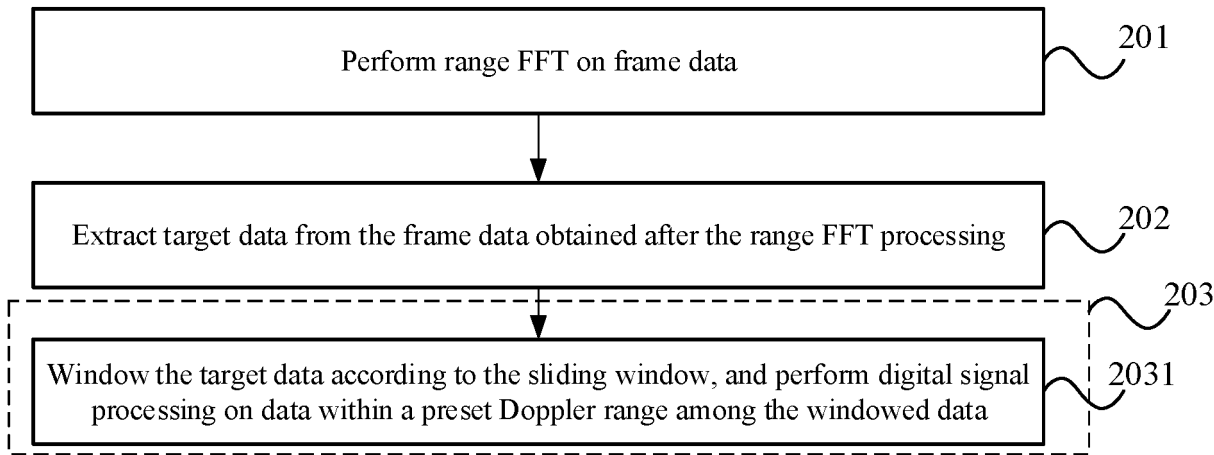 Perform range FFT on frame data
201
Extract target data from the frame data obtained after the range FFT processing
202
203
Window the target data according to the sliding window, and perform digital signal
processing on data within a preset Doppler range among the windowed data
2031